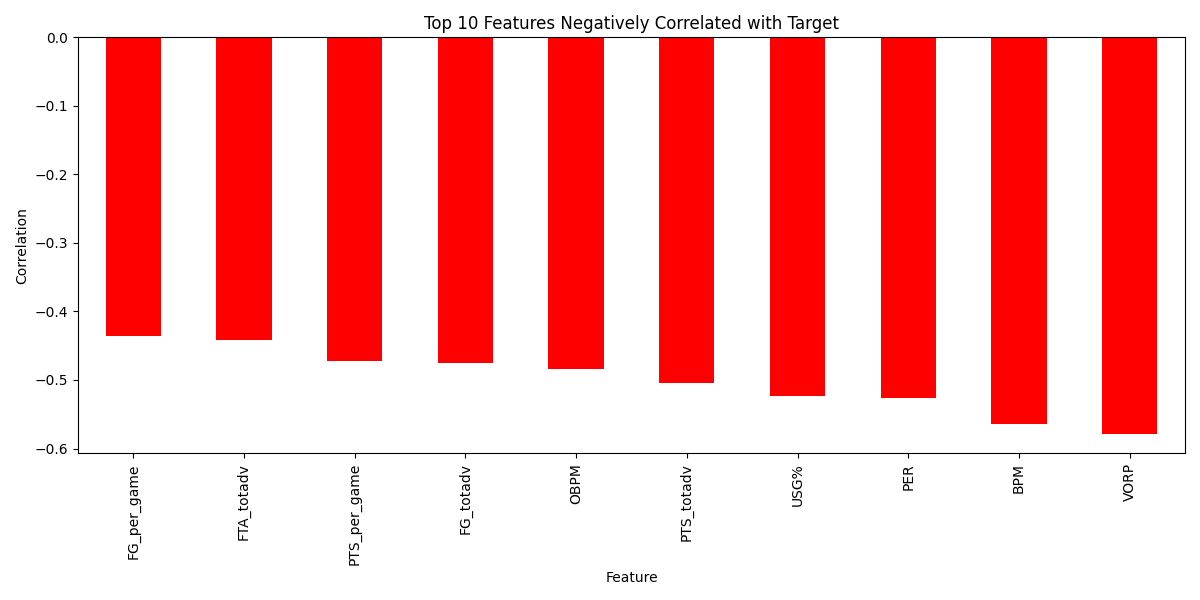 Top 10 Features Negatively Correlated with Target
Correlation
0.0
−0.1
−0.2
−0.3
−0.4
−0.5
−0.6
FG_per_game
FTA_totadv
PTS_per_game
FG_totadv
OBPM
PTS_totadv
USG%
PER
BPM
VORP
Feature